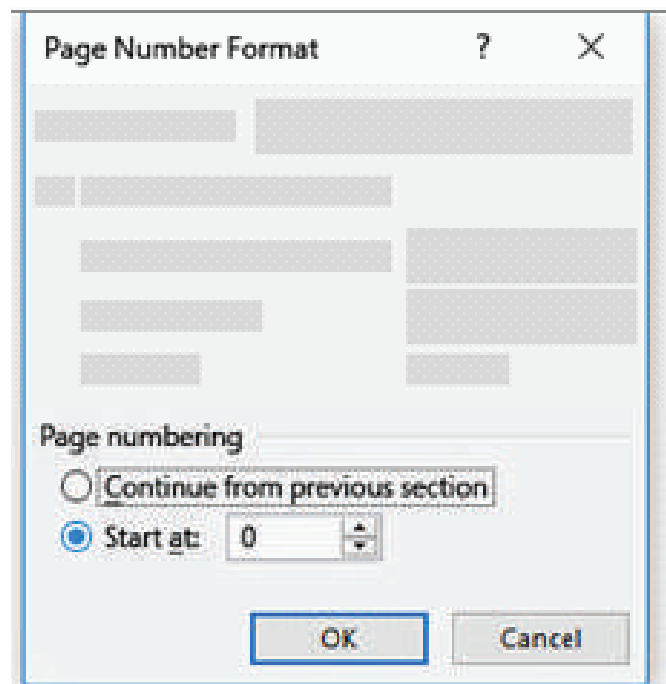 Page Number Format ?
Page numbering
Continue from previous section
Start at: 0
OK Cancel